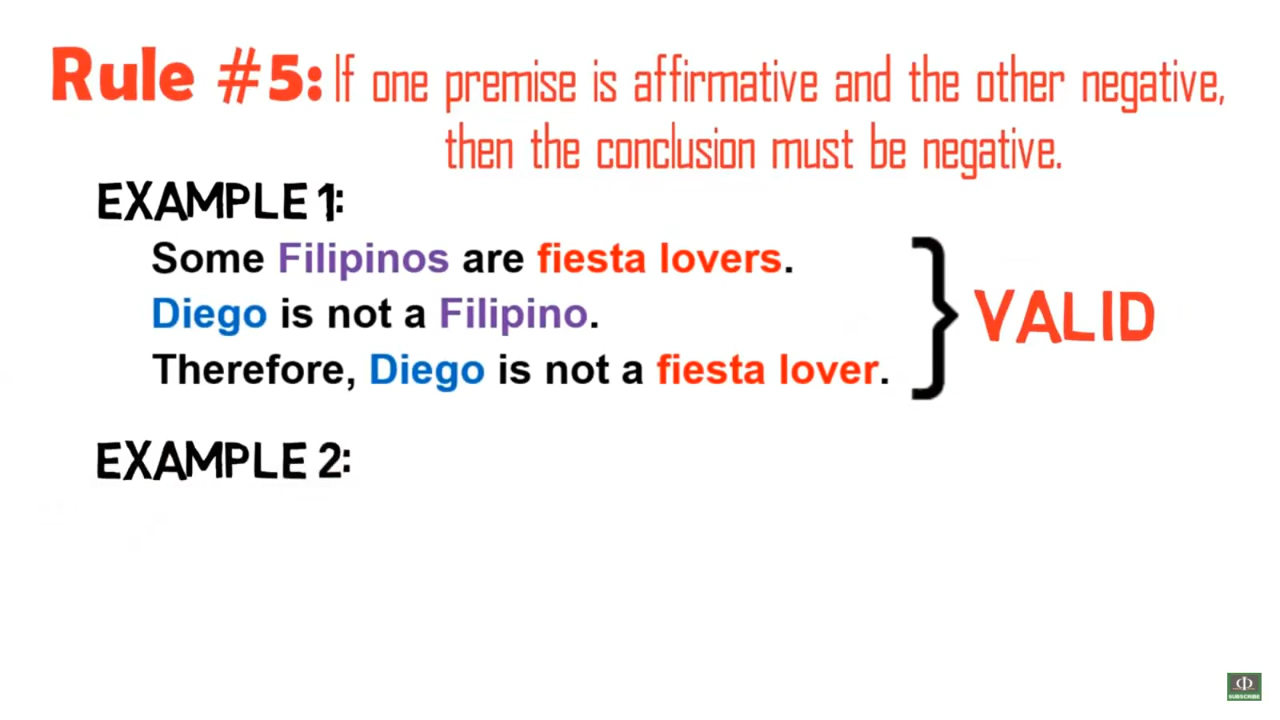 Rule #5: If one premise is affirmative and the other negative,
then the conclusion must be negative.
EXAMPLE 1:
Some Filipinos are fiesta lovers.
Diego is not a Filipino.
Therefore, Diego is not a fiesta lover.
} VALID
EXAMPLE 2:
SUBSCRIBE